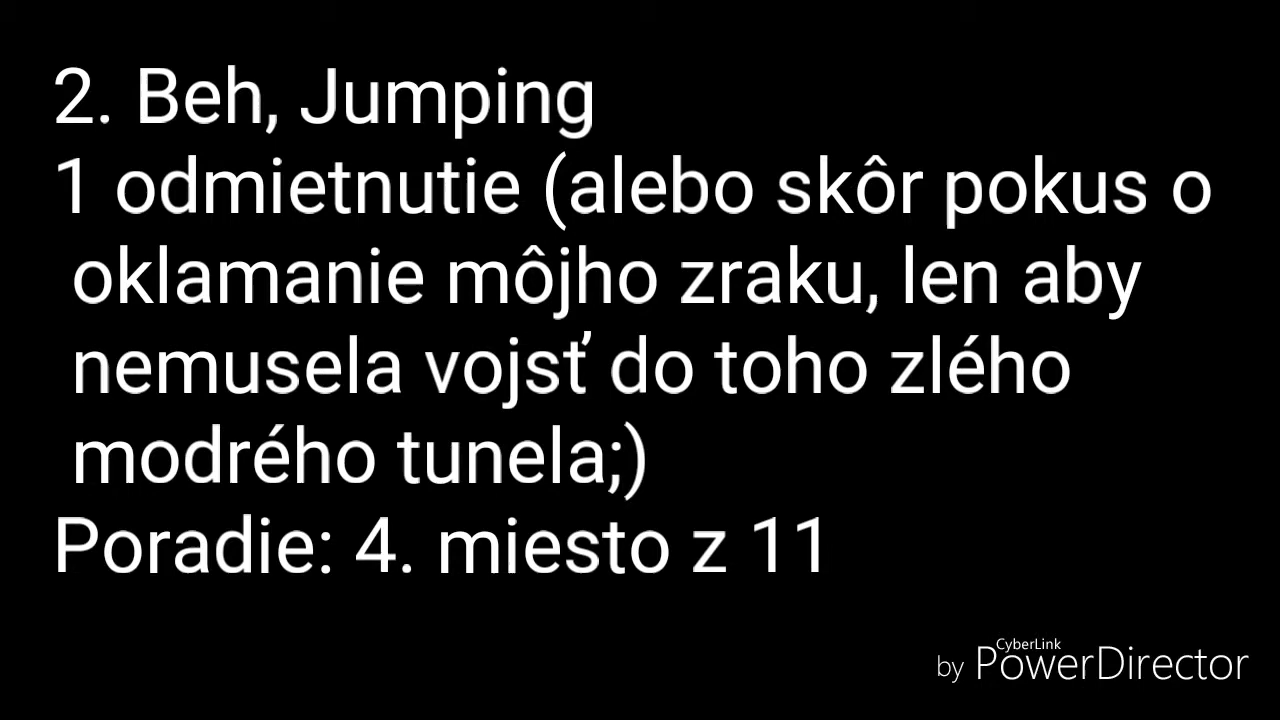 2. Beh, Jumping
1 odmietnutie (alebo skôr pokus o
oklamanie môjho zraku, len aby
nemusela vojsť do toho zlého
modrého tunela;)
Poradie: 4. miesto z 11
CyberLink
by PowerDirector